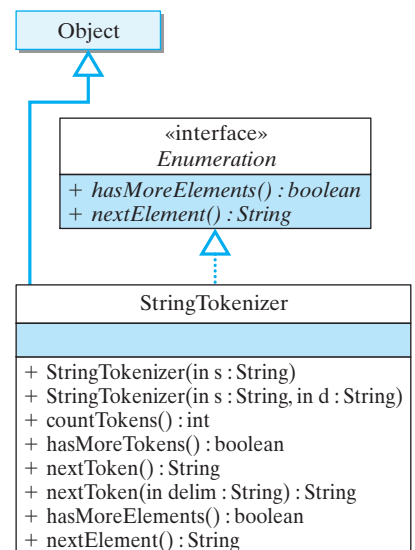 Object
«interface»
Enumeration
+ hasMoreElements() : boolean
+ nextElement() : String
StringTokenizer
+ StringTokenizer(in s : String)
+ StringTokenizer(in s : String, in d : String)
+ countTokens() : int
+ hasMoreTokens() : boolean
+ nextToken() : String
+ nextToken(in delim : String) : String
+ hasMoreElements() : boolean
+ nextElement() : String